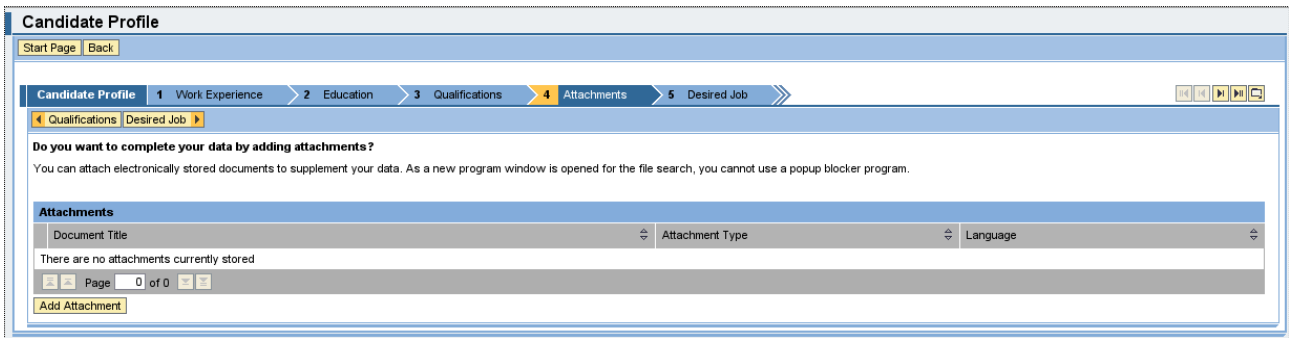 Candidate Profile
Start Page Back
Candidate Profile 1 Work Experience 2 Education 3 Qualifications 4 Attachments 5 Desired Job
Qualifications Desired Job
Do you want to complete your data by adding attachments?
You can attach electronically stored documents to supplement your data. As a new program window is opened for the file search, you cannot use a popup blocker program.
Attachments
Document Title Attachment Type Language
There are no attachments currently stored
Page 0 of 0
Add Attachment